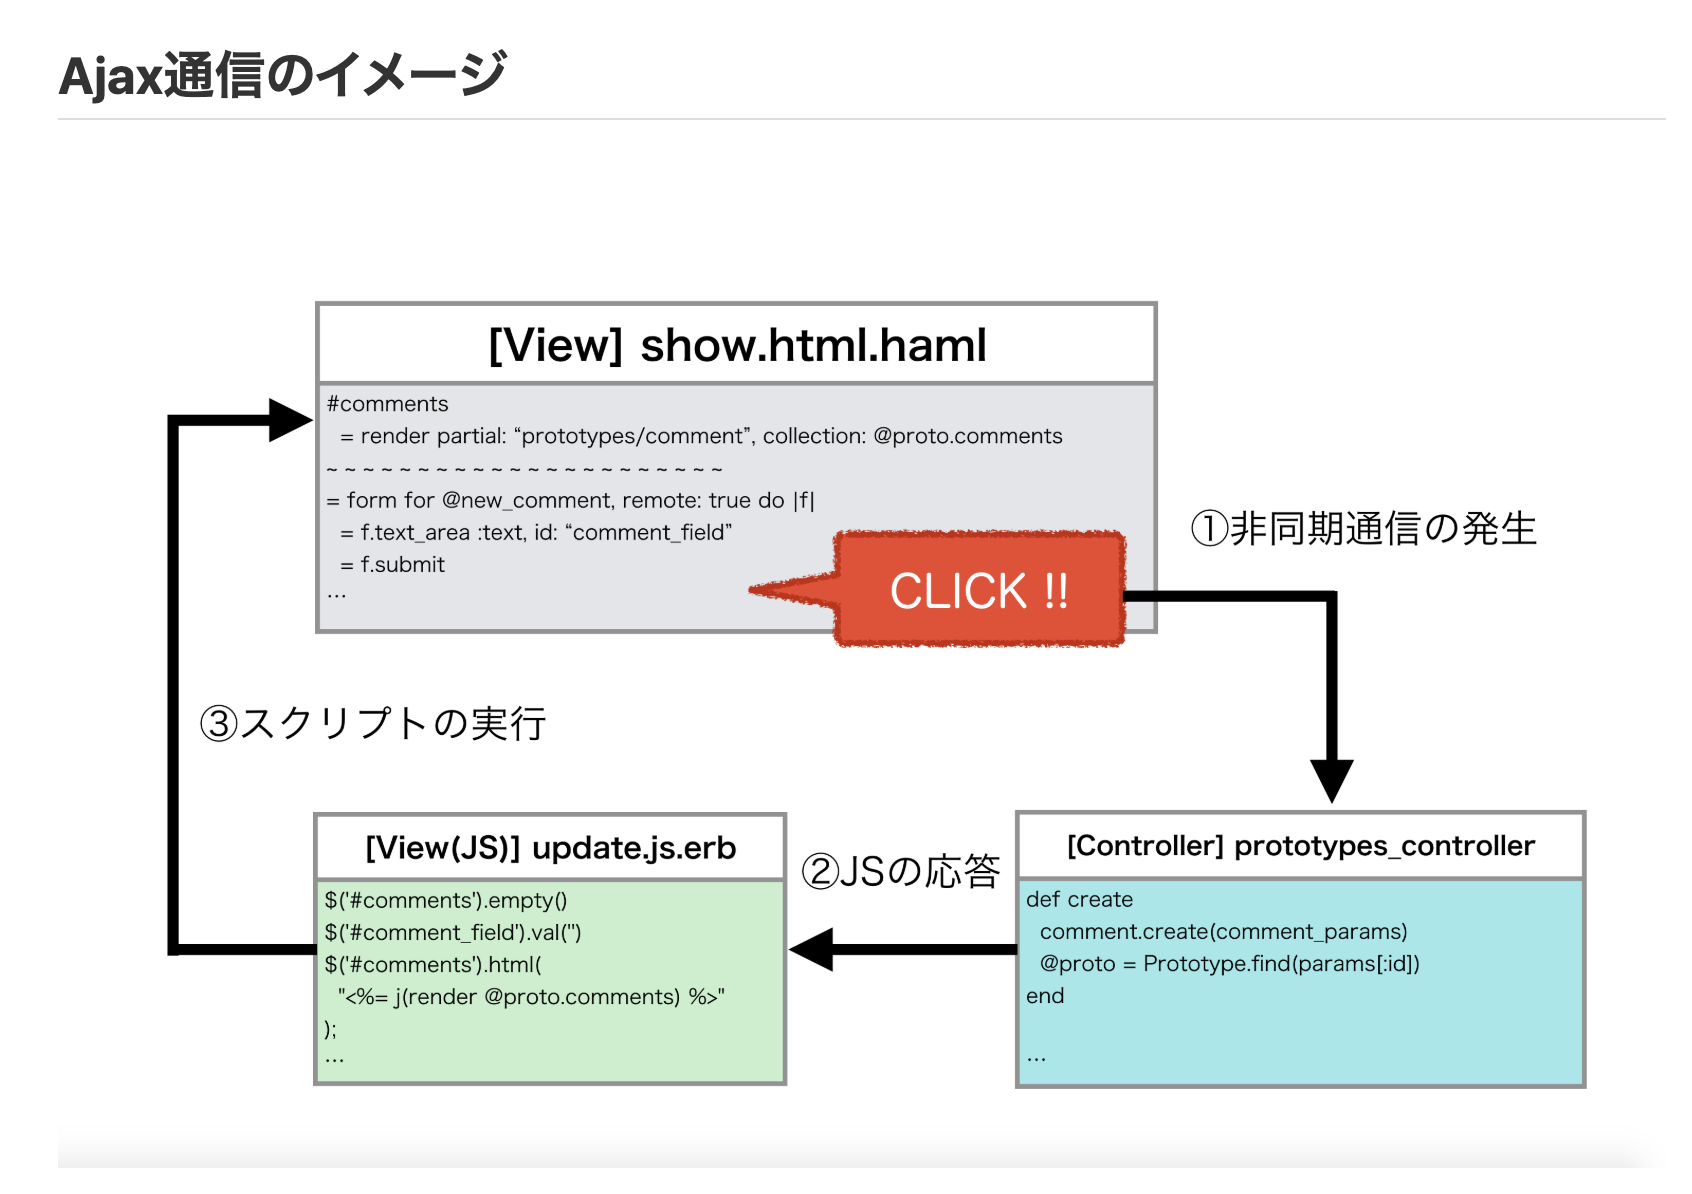 Ajax通信のイメージ
[View] show.html.haml
#comments
= render partial: “prototypes/comment”, collection: @proto.comments
~ ~ ~ ~ ~ ~ ~ ~ ~ ~ ~ ~ ~ ~ ~ ~ ~ ~ ~ ~ ~ ~
= form for @new_comment, remote: true do |f|
= f.text_area :text, id: “comment_field”
= f.submit
…
CLICK !!
①非同期通信の発生
③スクリプトの実行
[View(JS)] update.js.erb
$('#comments').empty()
$('#comment_field').val('')
$('#comments').html(
"<%= j(render @proto.comments) %>"
);
…
②JSの応答
[Controller] prototypes_controller
def create
comment.create(comment_params)
@proto = Prototype.find(params[:id])
end
…